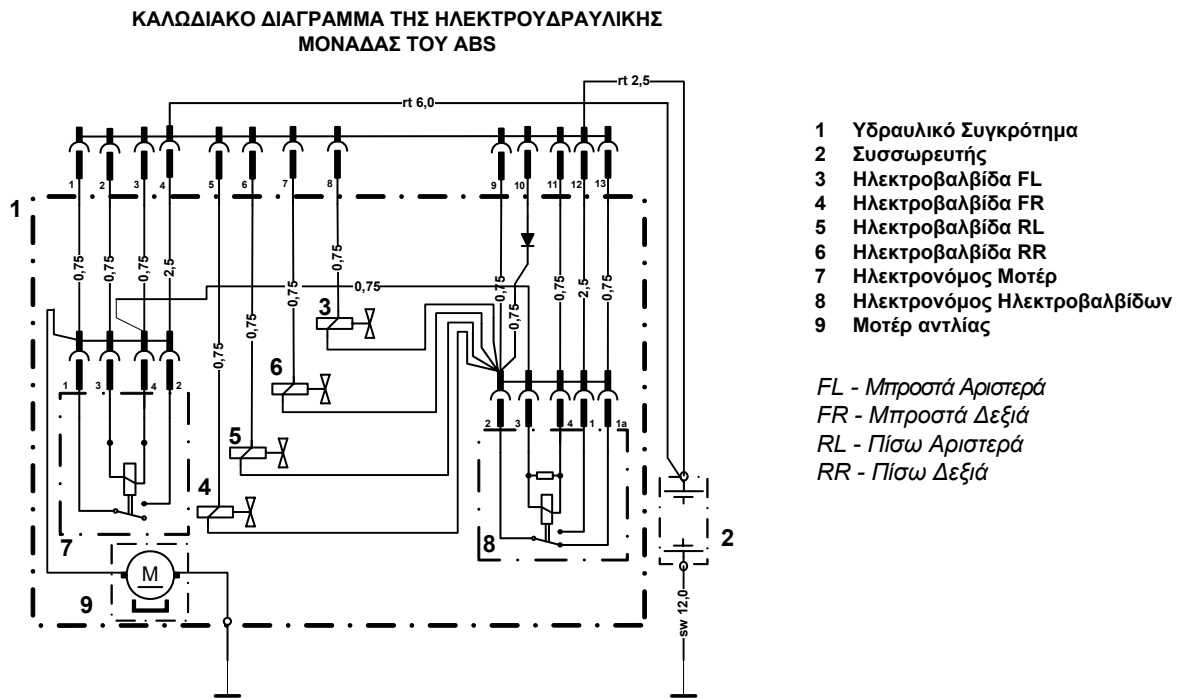 ΚΑΛΩΔΙΑΚΟ ΔΙΑΓΡΑΜΜΑ ΤΗΣ ΗΛΕΚΤΡΟΥΔΡΑΥΛΙΚΗΣ
ΜΟΝΑΔΑΣ ΤΟΥ ABS
rt 2,5
rt 6,0
1 2 3 4 5 6 7 8 9 10 11 12 13
1
0,75 0,75 0,75 2,5 0,75 0,75 0,75 0,75 0,75 0,75 0,75 2,5 0,75
0,75
3
6
5
4
1 3 4 2
2 3 4 1 1a
7
8
2
M
9
sw 12,0
1 Υδραυλικό Συγκρότημα
2 Συσσωρευτής
3 Ηλεκτροβαλβίδα FL
4 Ηλεκτροβαλβίδα FR
5 Ηλεκτροβαλβίδα RL
6 Ηλεκτροβαλβίδα RR
7 Ηλεκτρονόμος Μοτέρ
8 Ηλεκτρονόμος Ηλεκτροβαλβίδων
9 Μοτέρ αντλίας
FL - Μπροστά Αριστερά
FR - Μπροστά Δεξιά
RL - Πίσω Αριστερά
RR - Πίσω Δεξιά